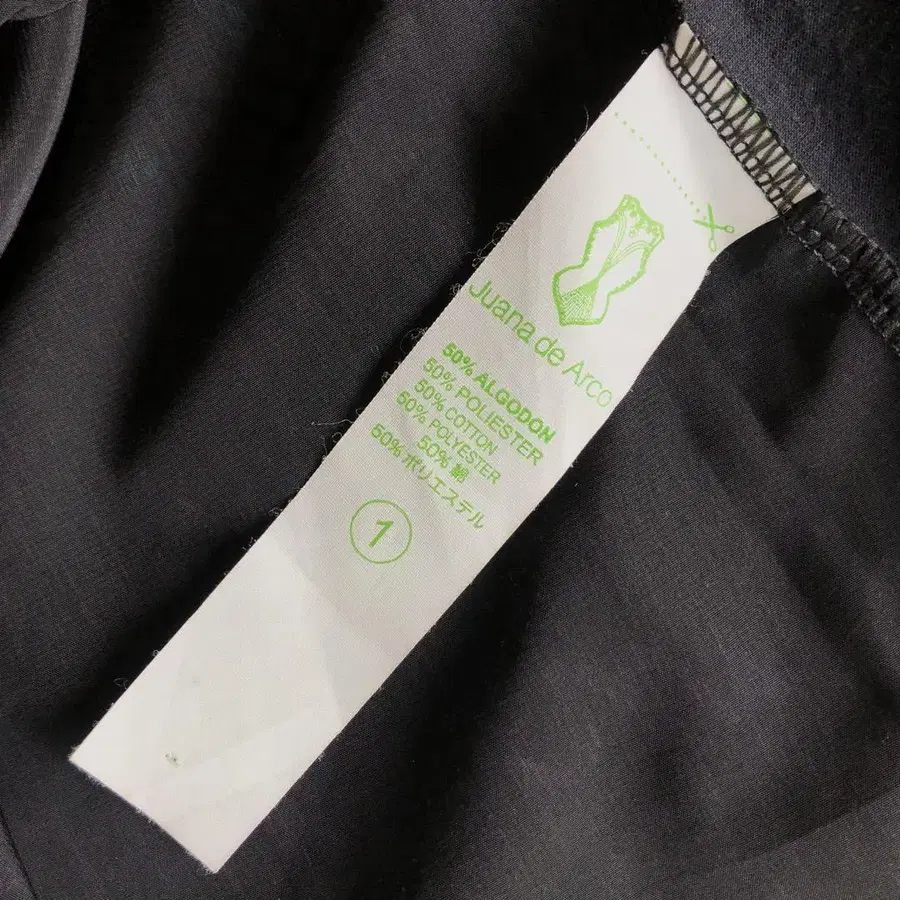 Juana de Arco
50% ALGODON
50% POLIESTER
50% COTTON
50% POLYESTER
50% 綿
50% ポリエステル
1